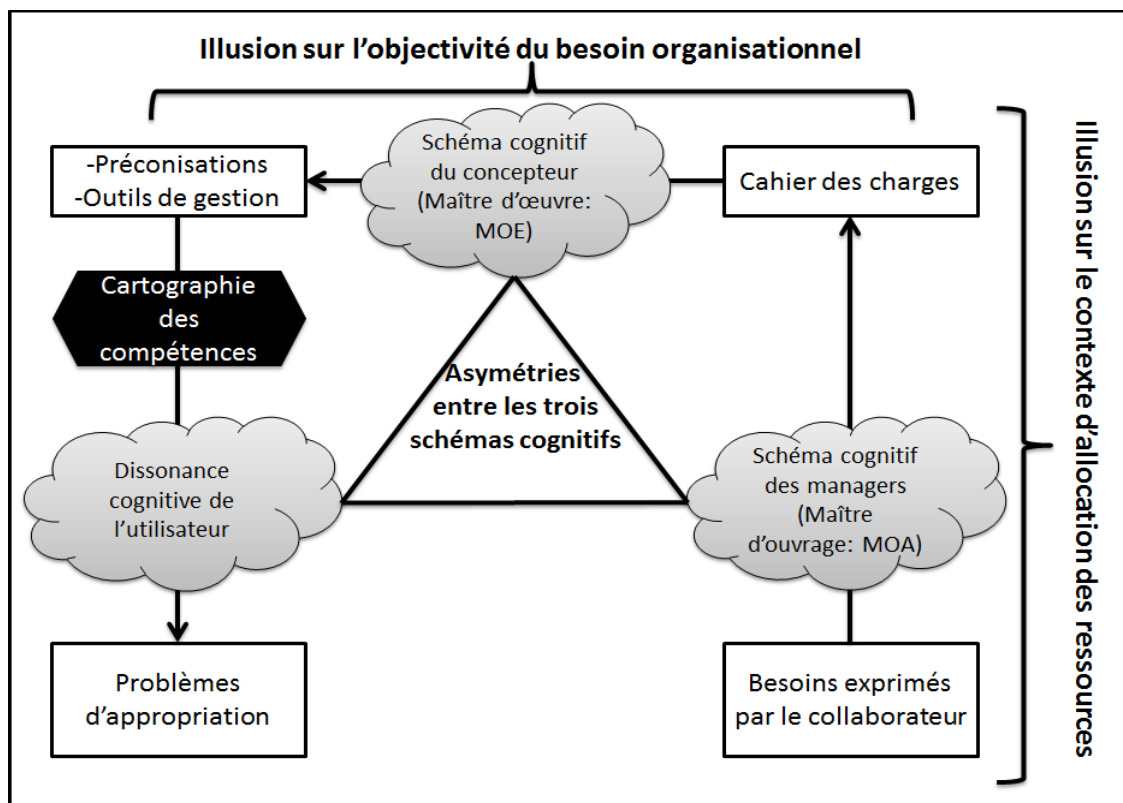 Illusion sur l’objectivité du besoin organisationnel
Schéma cognitif
du concepteur
(Maître d’œuvre:
MOE)
-Préconisations
-Outils de gestion
Cahier des charges
Cartographie
des
compétences
Asymétries
entre les trois
schémas cognitifs
Dissonance
cognitive de
l’utilisateur
Schéma cognitif
des managers
(Maître
d’ouvrage: MOA)
Problèmes
d’appropriation
Besoins exprimés
par le collaborateur
Illusion sur le contexte d’allocation des ressources